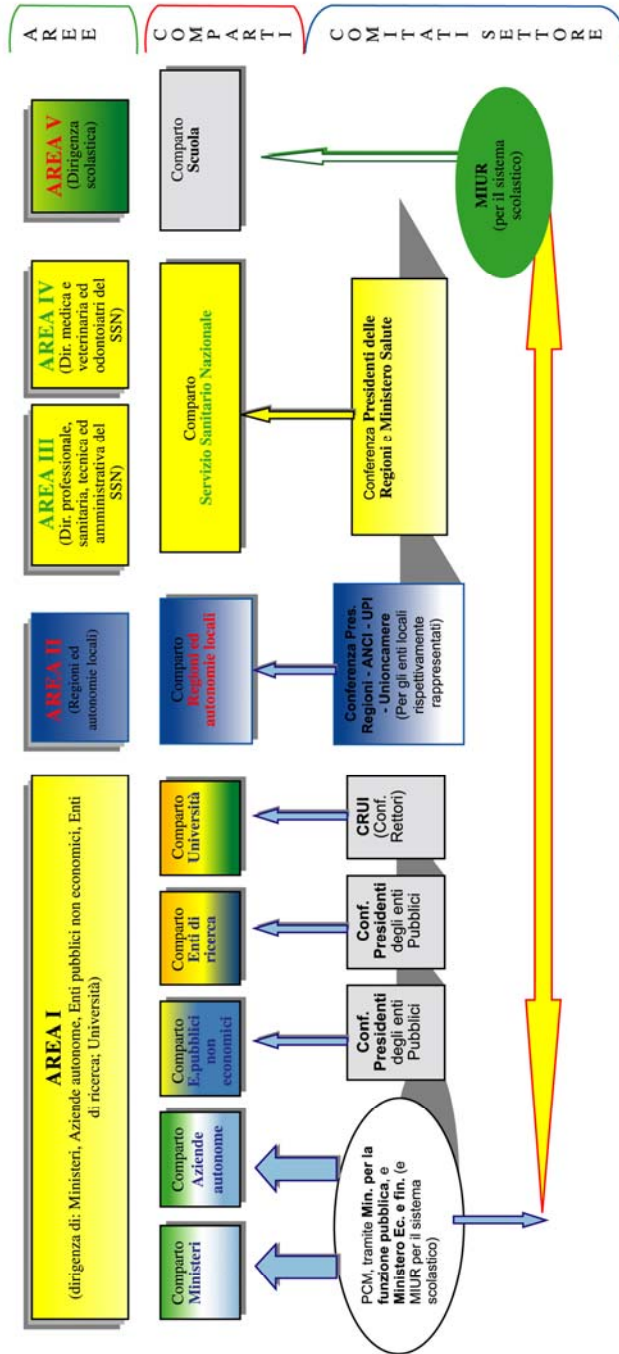 AREE
COMPARTI
COMITATI SETTORE
AREA I
(dirigenza di: Ministeri, Aziende autonome, Enti pubblici non economici, Enti
di ricerca; Università)
AREA II
(Regioni ed
autonomie locali)
AREA III
(Dir. professionale,
sanitaria, tecnica ed
amministrativa del
SSN)
AREA IV
(Dir. medica e
veterinaria ed
odontoiatri del
SSN)
AREA V
(Dirigenza
scolastica)
Comparto
Ministeri
Comparto
Aziende
autonome
Comparto
E.pubblici
non
economici
Comparto
Enti di
ricerca
Comparto
Università
Comparto
Regioni ed
autonomie locali
Comparto
Servizio Sanitario Nazionale
Comparto
Scuola
PCM, tramite Min. per la
funzione pubblica, e
Ministero Ec. e fin. (e
MIUR per il sistema
scolastico)
Conf.
Presidenti
degli enti
Pubblici
Conf.
Presidenti
degli enti
Pubblici
CRUI
(Conf.
Rettori)
Conferenza Pres.
Regioni - ANCI - UPI
- Unioncamere
(Per gli enti locali
rispettivamente
rappresentati)
Conferenza Presidenti delle
Regioni e Ministero Salute
MIUR
(per il sistema
scolastico)